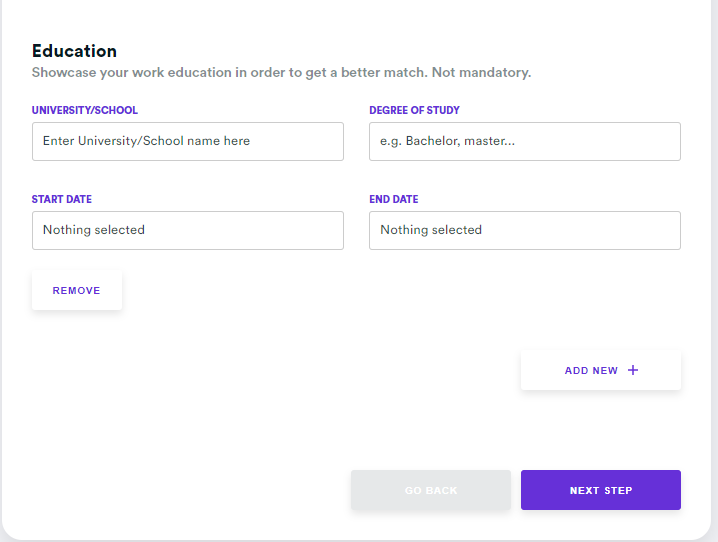 Education
Showcase your work education in order to get a better match. Not mandatory.
UNIVERSITY/SCHOOL
DEGREE OF STUDY
Enter University/School name here
e.g. Bachelor, master...
START DATE
END DATE
Nothing selected
Nothing selected
REMOVE
ADD NEW +
GO BACK
NEXT STEP